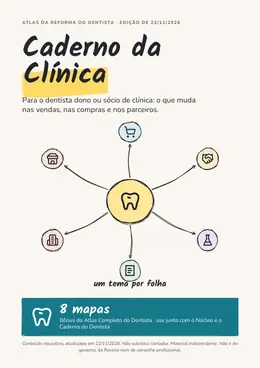 ATLAS DA REFORMA DO DENTISTA · EDIÇÃO DE 22/11/2026
Caderno da
Clínica
Para o dentista dono ou sócio de clínica: o que muda
nas vendas, nas compras e nos parceiros.
um tema por folha
8 mapas
Bônus do Atlas Completo do Dentista · use junto com o Núcleo e o
Caderno do Dentista
Conteúdo educativo, atualizado em 22/11/2026. Não substitui contador. Material independente. Não é do
governo, da Receita nem de conselho profissional.